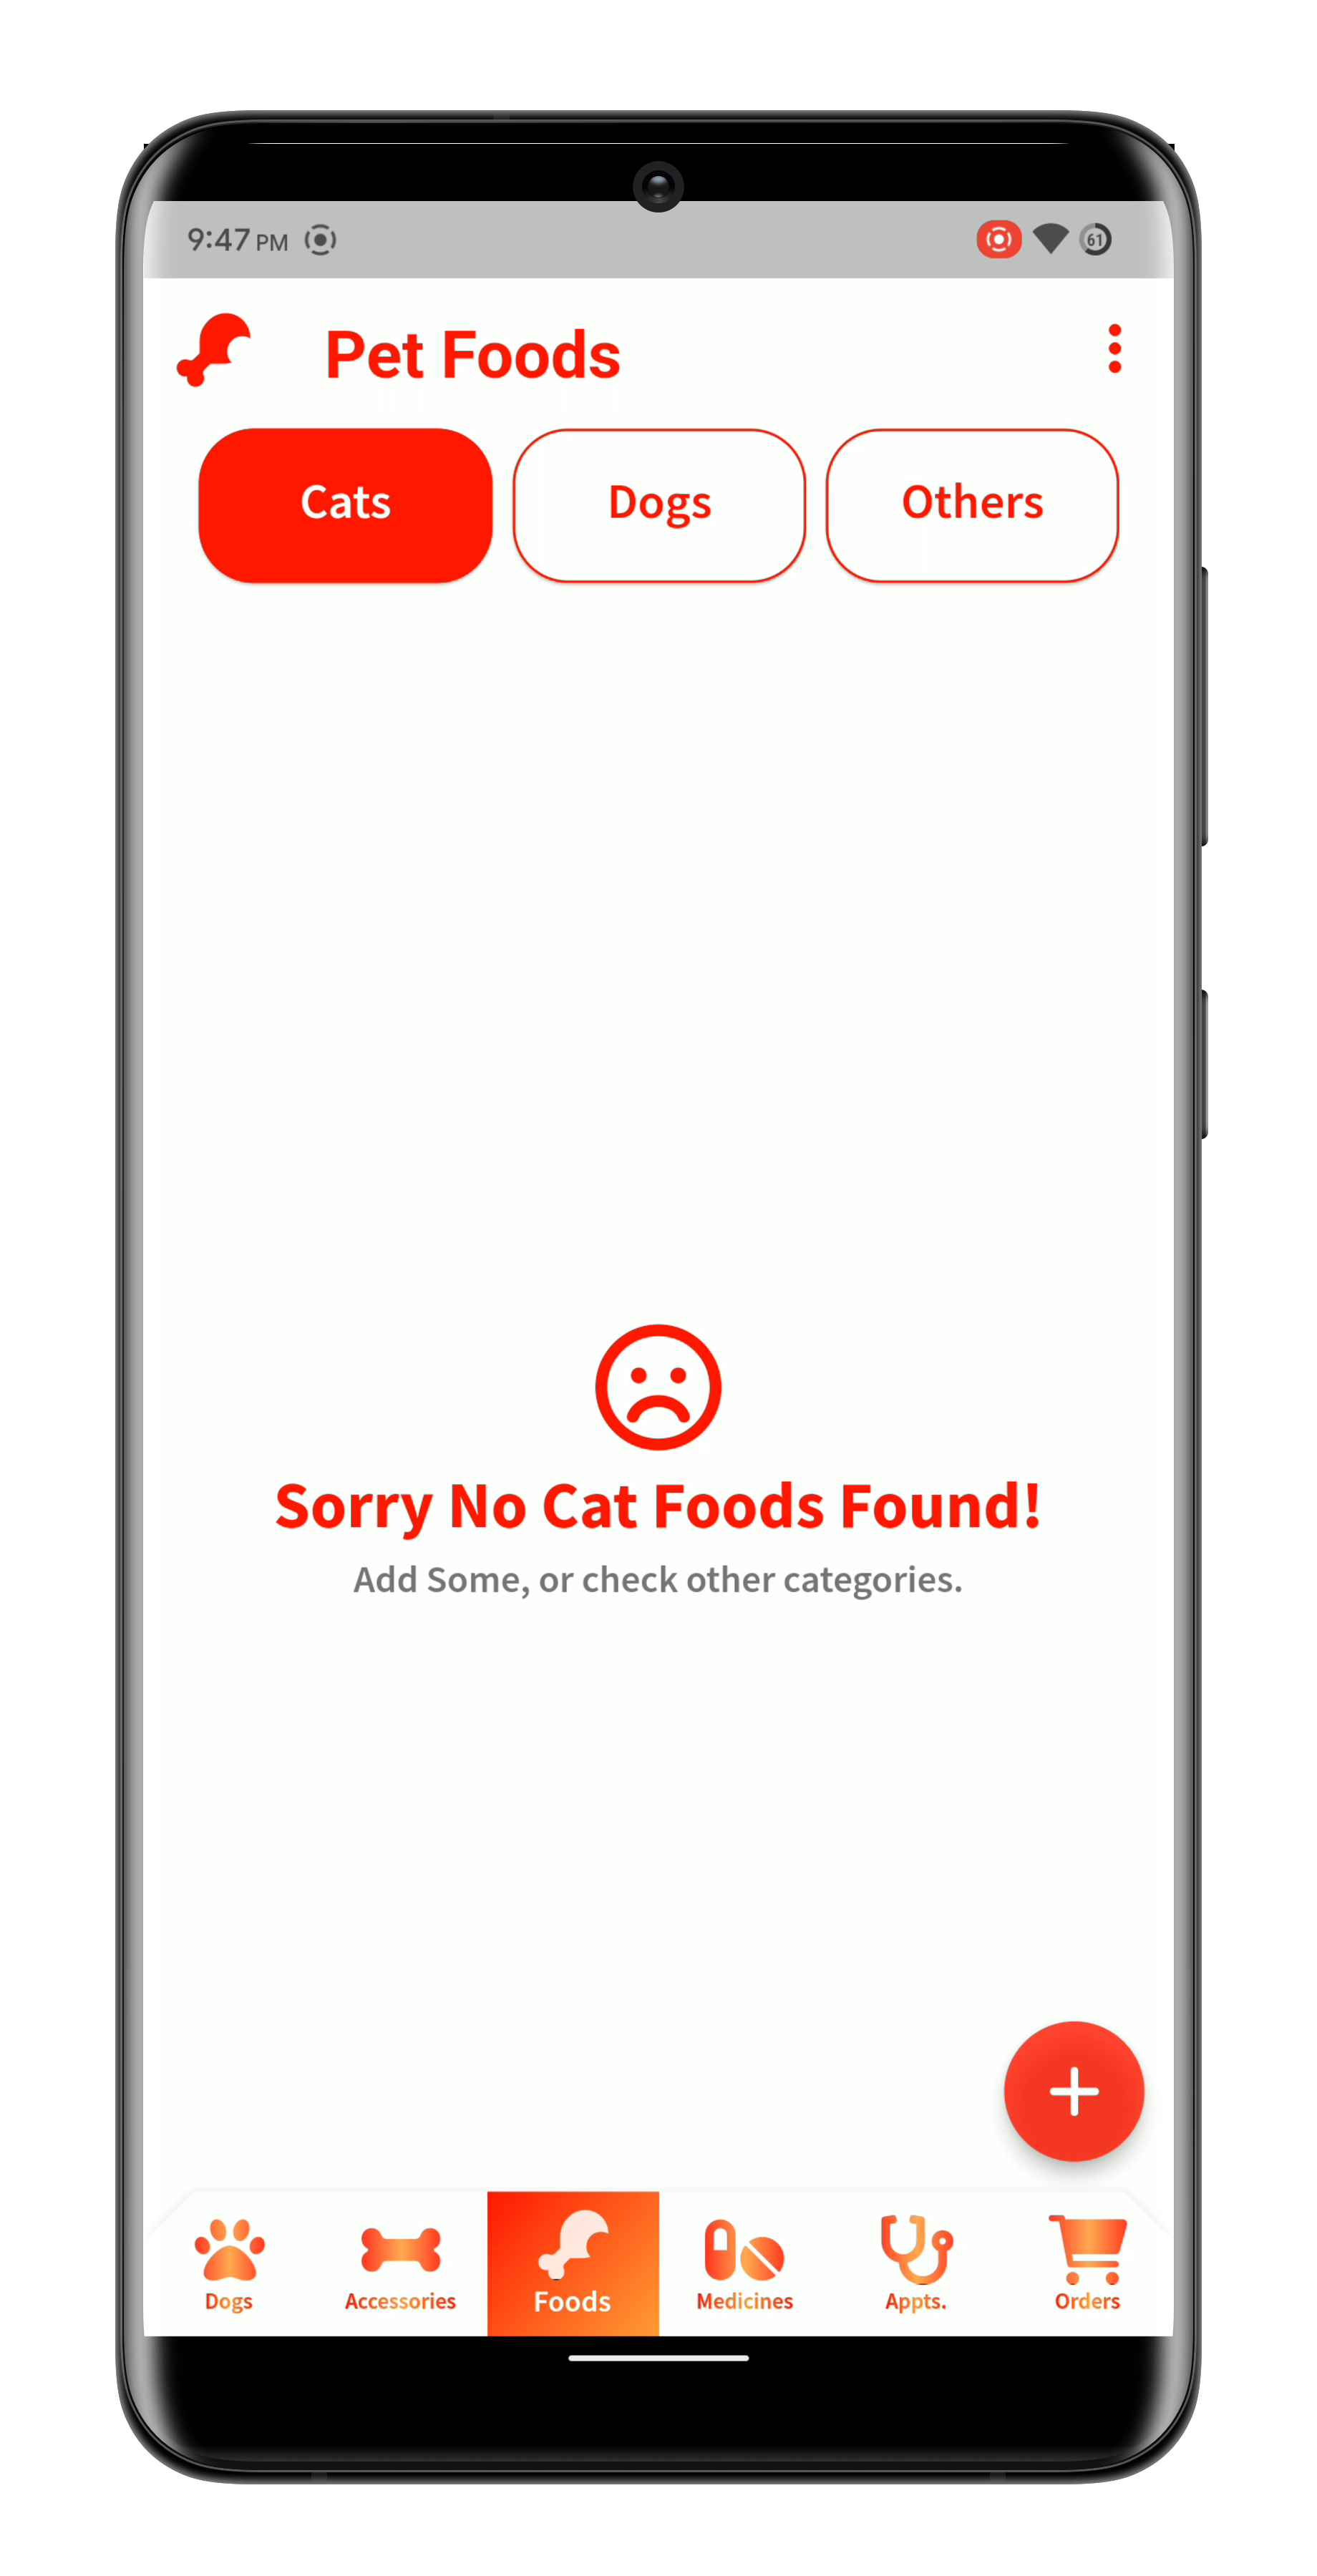 9:47 PM
61
Pet Foods
Cats
Dogs
Others
Sorry No Cat Foods Found!
Add Some, or check other categories.
Dogs
Accessories
Foods
Medicines
Appts.
Orders